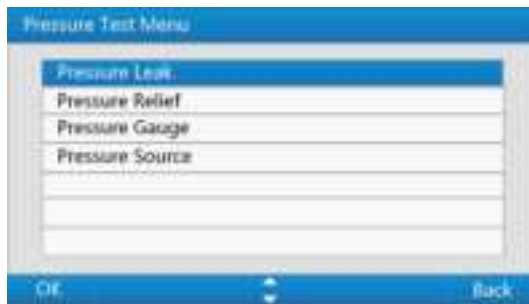 Pressure Test Menu
Pressure Leak
Pressure Relief
Pressure Gauge
Pressure Source
OK Back